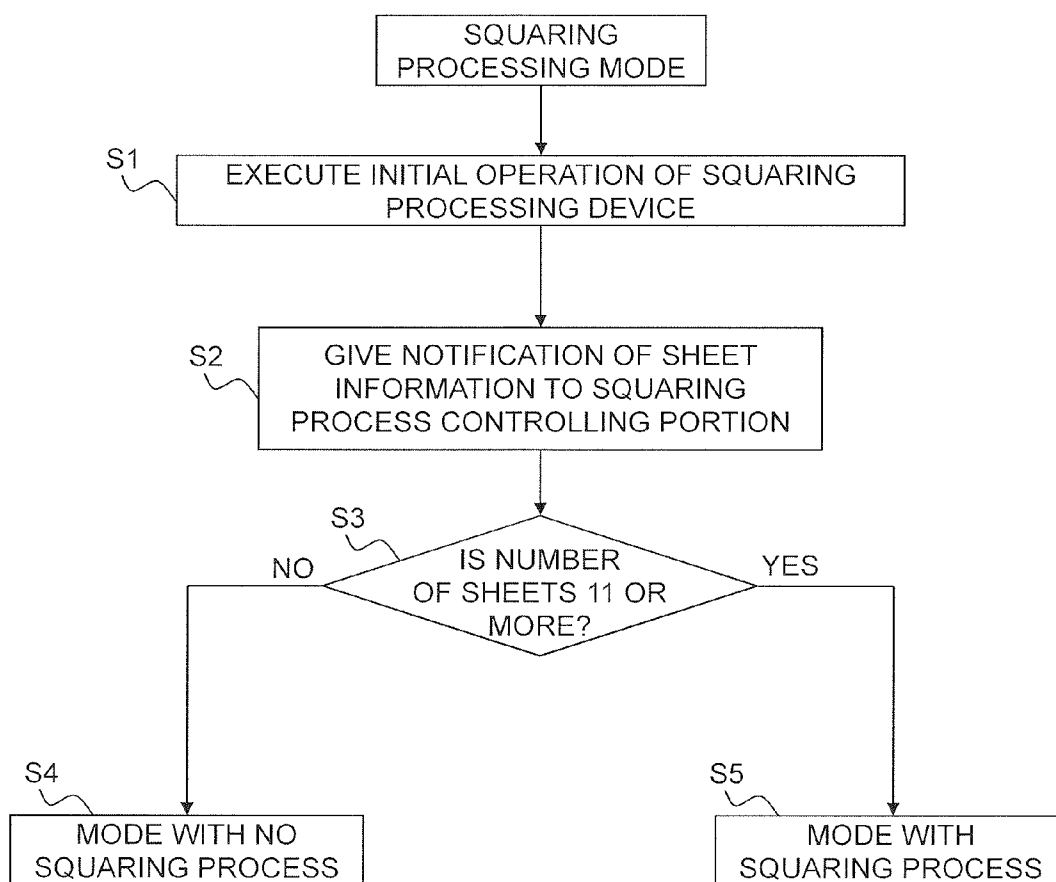 SQUARING
PROCESSING MODE
S1
EXECUTE INITIAL OPERATION OF SQUARING
PROCESSING DEVICE
S2
GIVE NOTIFICATION OF SHEET
INFORMATION TO SQUARING
PROCESS CONTROLLING PORTION
S3
IS NUMBER
OF SHEETS 11 OR
MORE?
NO
YES
S4
MODE WITH NO
SQUARING PROCESS
S5
MODE WITH
SQUARING PROCESS